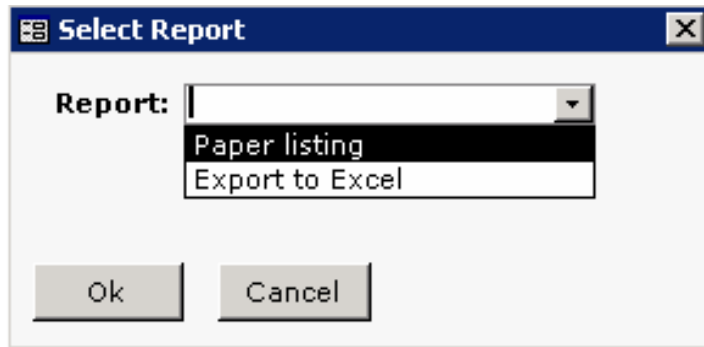 Select Report
Report:
Paper listing
Export to Excel
Ok Cancel